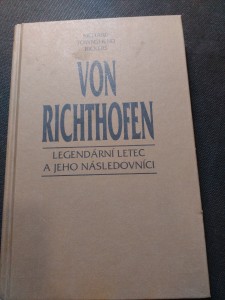 VON
RICHTHOFEN
LEGENDÁRNÍ LETEC
A JEHO NÁSLEDOVNÍCI